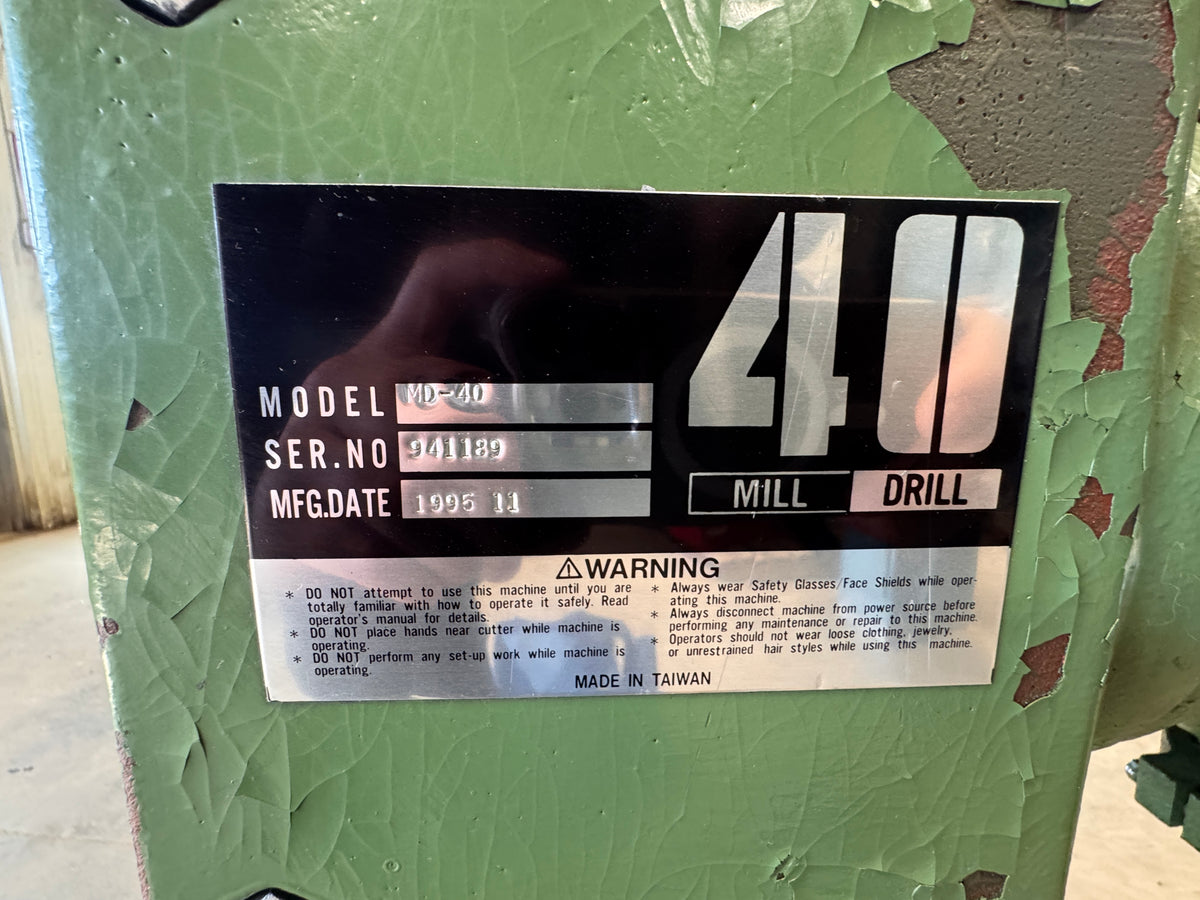 40
MODEL MD-40
SER.NO 941189
MFG.DATE 1995 11
MILL DRILL
⚠WARNING
* DO NOT attempt to use this machine until you are
totally familiar with how to operate it safely. Read
operator's manual for details.
* DO NOT place hands near cutter while machine is
operating.
* DO NOT perform any set-up work while machine is
operating.
* Always wear Safety Glasses/Face Shields while oper-
ating this machine.
* Always disconnect machine from power source before
performing any maintenance or repair to this machine.
* Operators should not wear loose clothing, jewelry,
or unrestrained hair styles while using this machine.
MADE IN TAIWAN